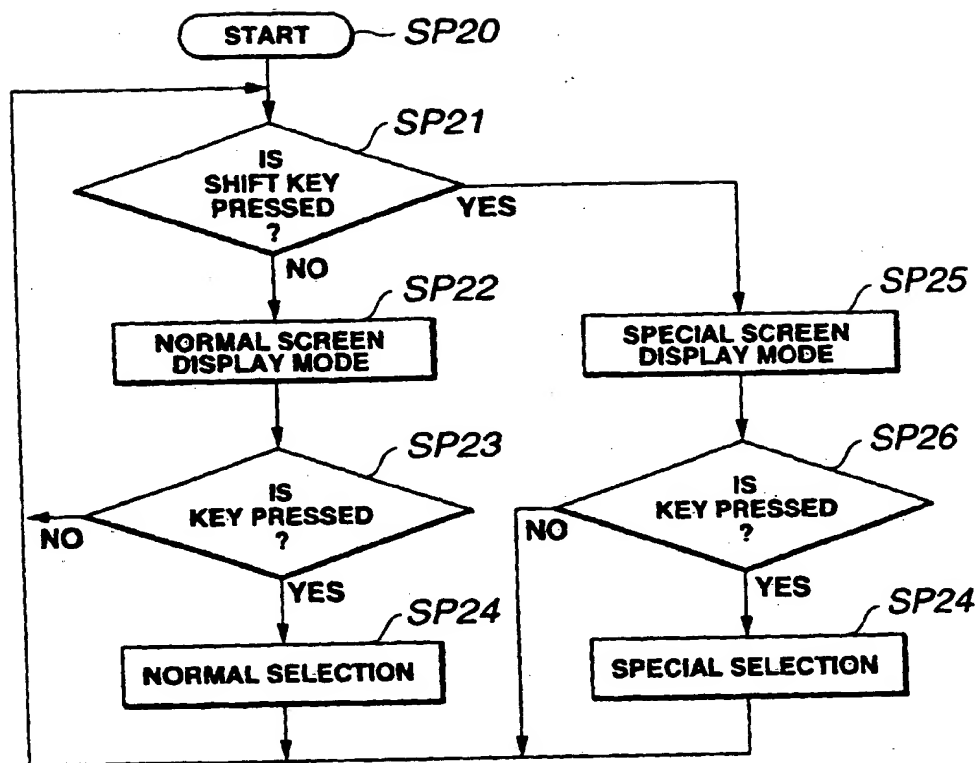 START
SP20
SP21
IS
SHIFT KEY
PRESSED
?
YES
NO
SP22
NORMAL SCREEN
DISPLAY MODE
SP25
SPECIAL SCREEN
DISPLAY MODE
SP23
IS
KEY PRESSED
?
NO
YES
SP26
IS
KEY PRESSED
?
NO
YES
SP24
NORMAL SELECTION
SP24
SPECIAL SELECTION